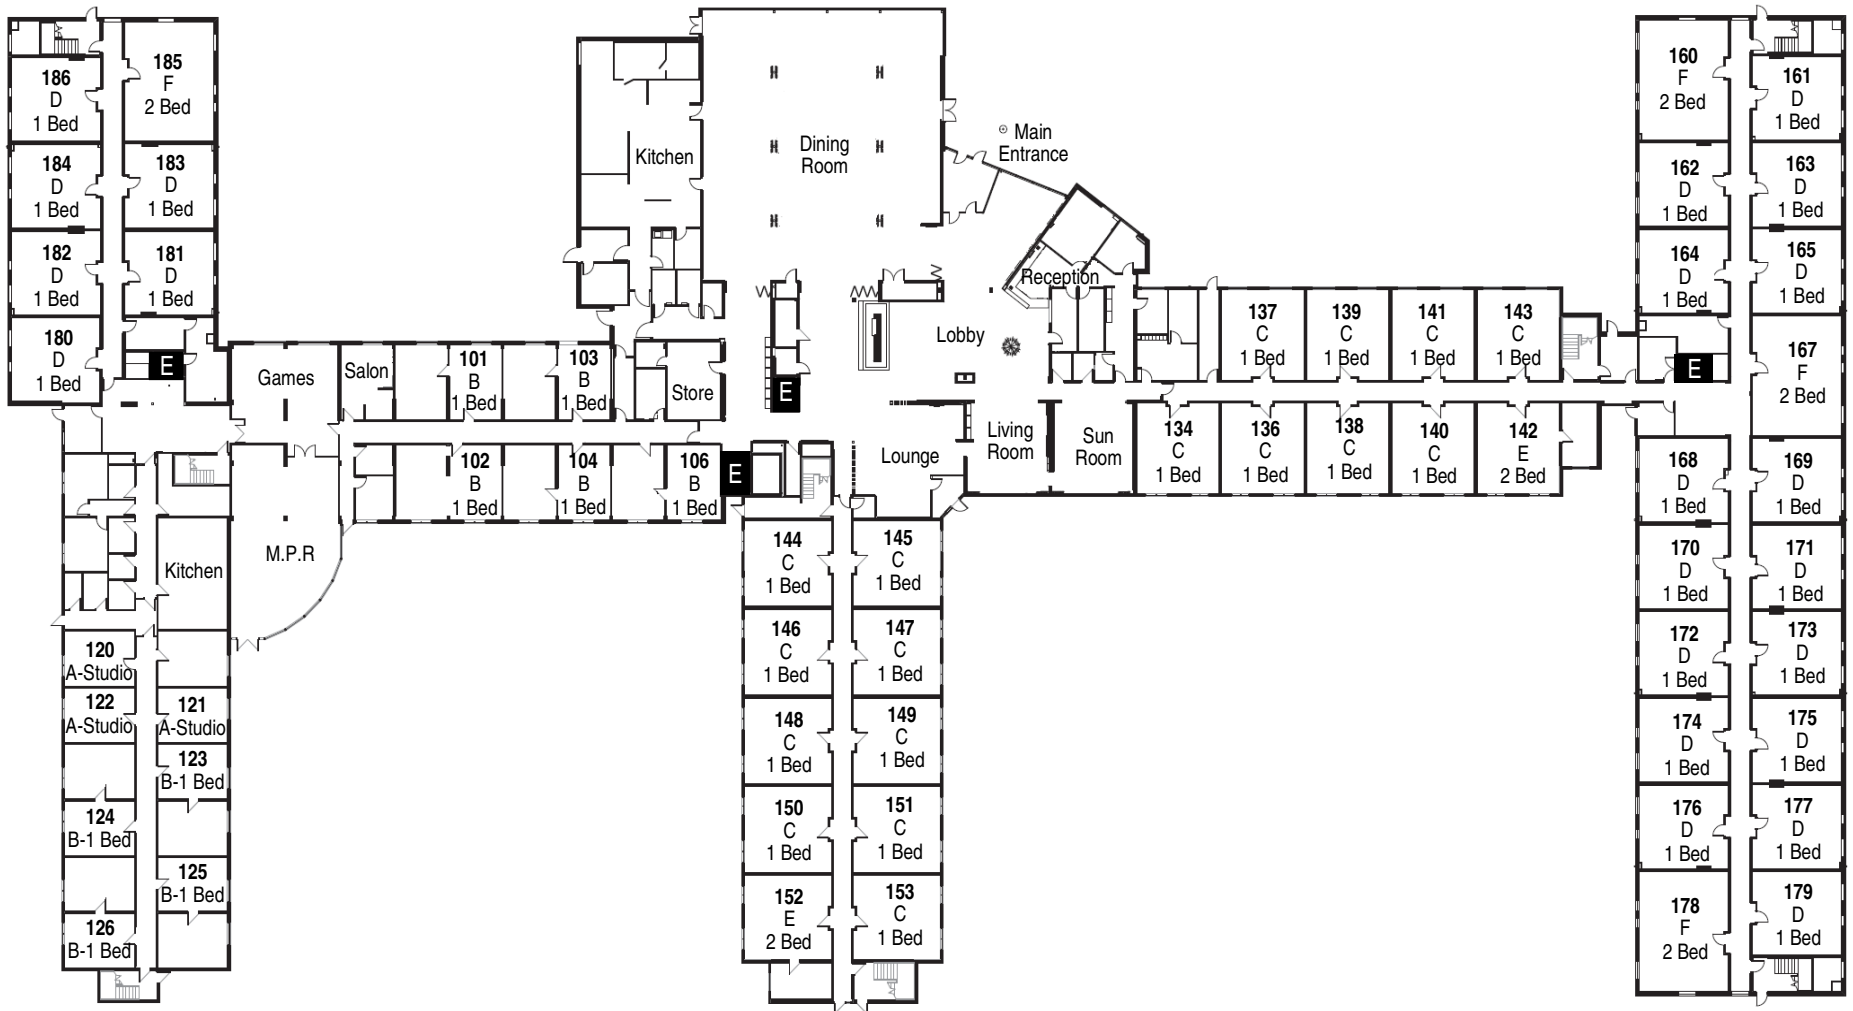 186
D
1 Bed
185
F
2 Bed
184
D
1 Bed
183
D
1 Bed
182
D
1 Bed
181
D
1 Bed
180
D
1 Bed
E
Games
Salon
101
B
1 Bed
103
B
1 Bed
Store
102
B
1 Bed
104
B
1 Bed
106
B
1 Bed
E
M.P.R
Kitchen
120
A-Studio
122
A-Studio
121
A-Studio
123
B-1 Bed
124
B-1 Bed
125
B-1 Bed
126
B-1 Bed
Kitchen
Dining
Room
Main
Entrance
Reception
Lobby
E
Lounge
Living
Room
Sun
Room
137
C
1 Bed
139
C
1 Bed
141
C
1 Bed
143
C
1 Bed
134
C
1 Bed
136
C
1 Bed
138
C
1 Bed
140
C
1 Bed
142
E
2 Bed
144
C
1 Bed
145
C
1 Bed
146
C
1 Bed
147
C
1 Bed
148
C
1 Bed
149
C
1 Bed
150
C
1 Bed
151
C
1 Bed
152
E
2 Bed
153
C
1 Bed
160
F
2 Bed
161
D
1 Bed
162
D
1 Bed
163
D
1 Bed
164
D
1 Bed
165
D
1 Bed
E
167
F
2 Bed
168
D
1 Bed
169
D
1 Bed
170
D
1 Bed
171
D
1 Bed
172
D
1 Bed
173
D
1 Bed
174
D
1 Bed
175
D
1 Bed
176
D
1 Bed
177
D
1 Bed
178
F
2 Bed
179
D
1 Bed